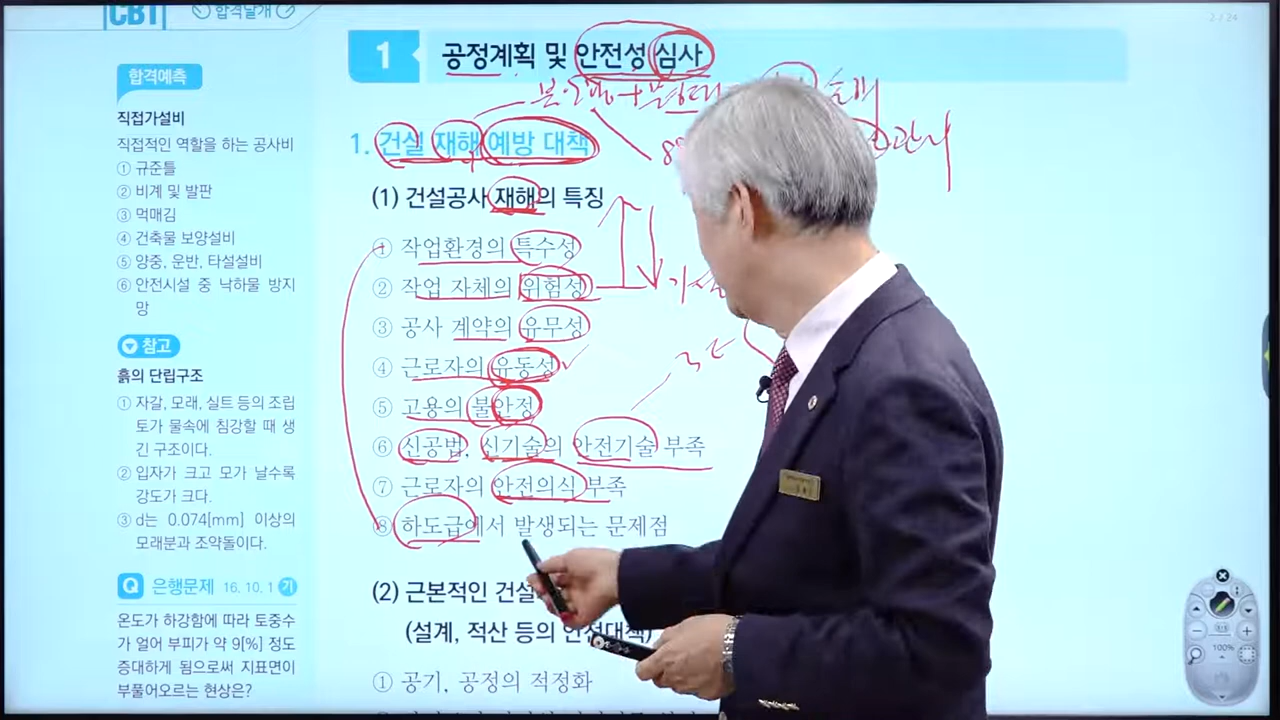 CBT
합격날개
2 / 24
합격예측
직접가설비
직접적인 역할을 하는 공사비
① 규준틀
② 비계 및 발판
③ 먹매김
④ 건축물 보양설비
⑤ 양중, 운반, 타설설비
⑥ 안전시설 중 낙하물 방지
망
참고
흙의 단립구조
① 자갈, 모래, 실트 등의 조립
토가 물속에 침강할 때 생
긴 구조이다.
② 입자가 크고 모가 날수록
강도가 크다.
③ d는 0.074[mm] 이상의
모래분과 조약돌이다.
Q 은행문제 16. 10. 1 기
온도가 하강함에 따라 토중수
가 얼어 부피가 약 9[%] 정도
증대하게 됨으로써 지표면이
부풀어오르는 현상은?
1 공정계획 및 안전성 심사
1. 건설 재해 예방 대책
(1) 건설공사 재해의 특징
① 작업환경의 특수성
② 작업 자체의 위험성
③ 공사 계약의 유무성
④ 근로자의 유동성
⑤ 고용의 불안정
⑥ 신공법, 신기술의 안전기술 부족
⑦ 근로자의 안전의식 부족
⑧ 하도급에서 발생되는 문제점
(2) 근본적인 건설
(설계, 적산 등의 안전대책)
① 공기, 공정의 적정화
100%